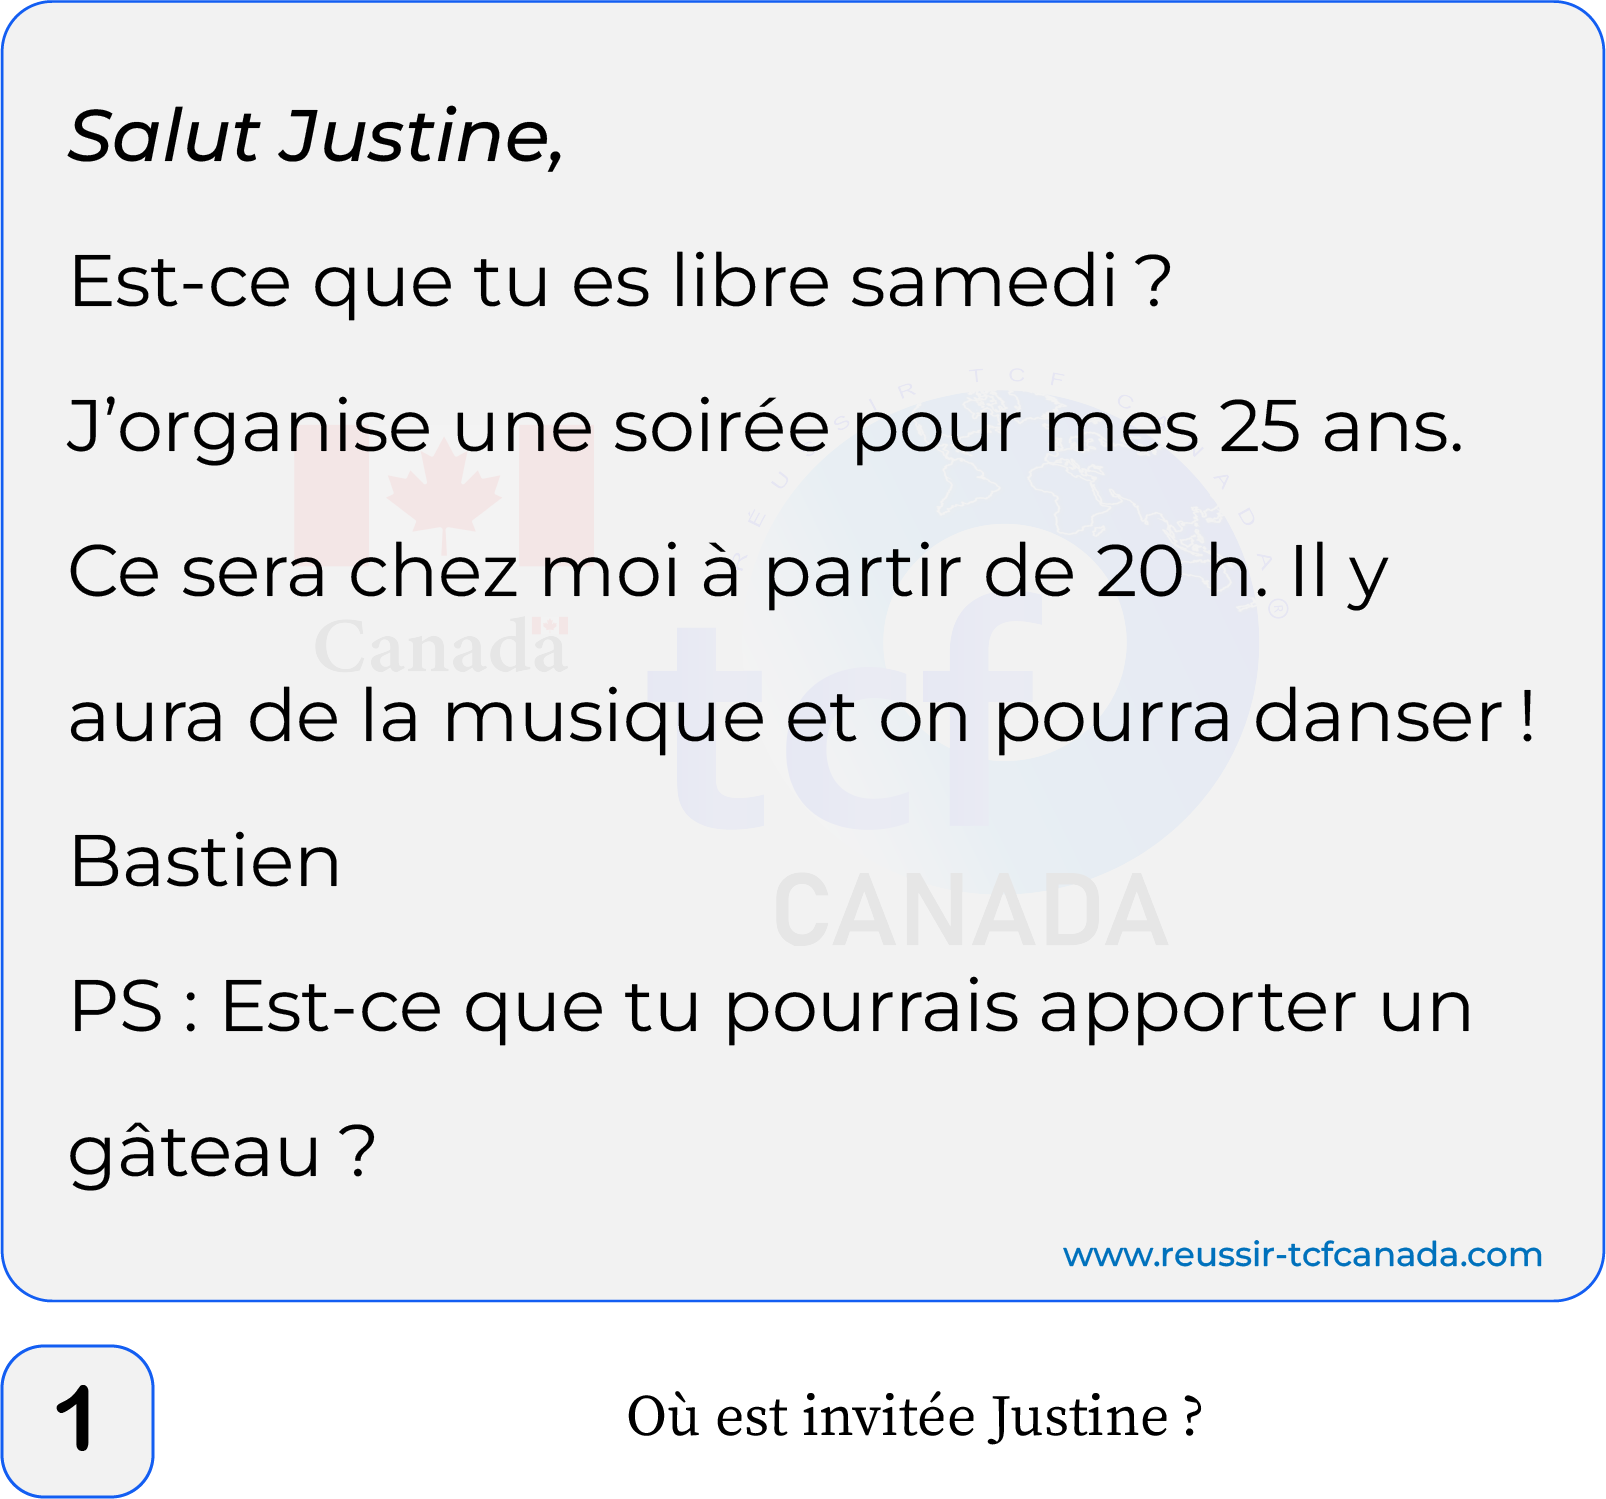 Salut Justine,
Est-ce que tu es libre samedi ?
J’organise une soirée pour mes 25 ans.
Ce sera chez moi à partir de 20 h. Il y
aura de la musique et on pourra danser !
Bastien
PS : Est-ce que tu pourrais apporter un
gâteau ?
RÉUSSIR TCF CANADA ®
Canada
tcf
CANADA
www.reussir-tcfcanada.com
1
Où est invitée Justine ?